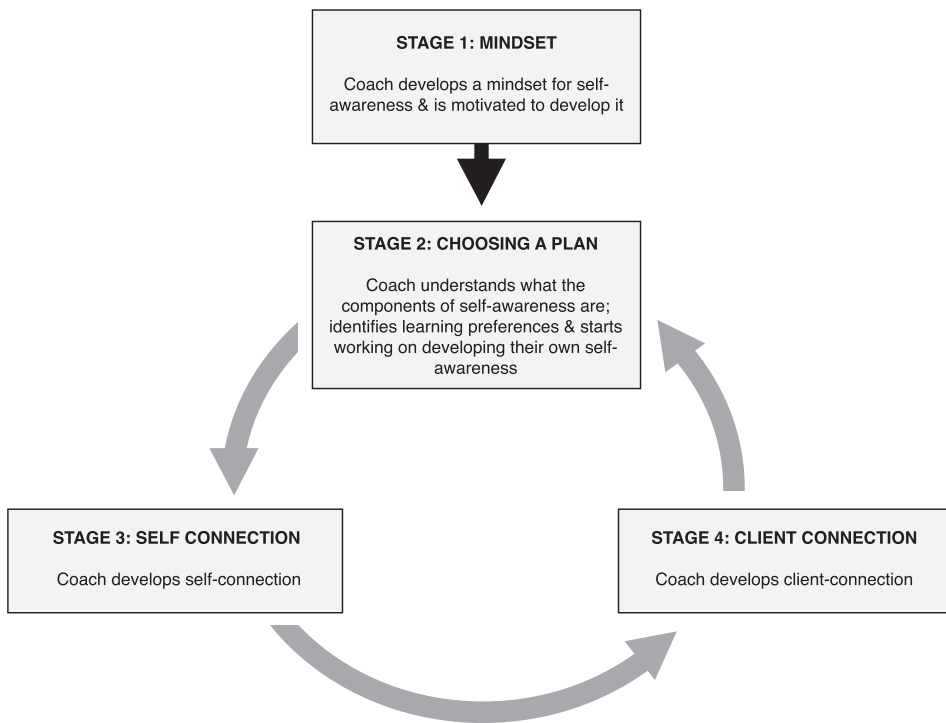 STAGE 1: MINDSET
Coach develops a mindset for self-
awareness & is motivated to develop it
STAGE 2: CHOOSING A PLAN
Coach understands what the
components of self-awareness are;
identifies learning preferences & starts
working on developing their own self-
awareness
STAGE 3: SELF CONNECTION
Coach develops self-connection
STAGE 4: CLIENT CONNECTION
Coach develops client-connection